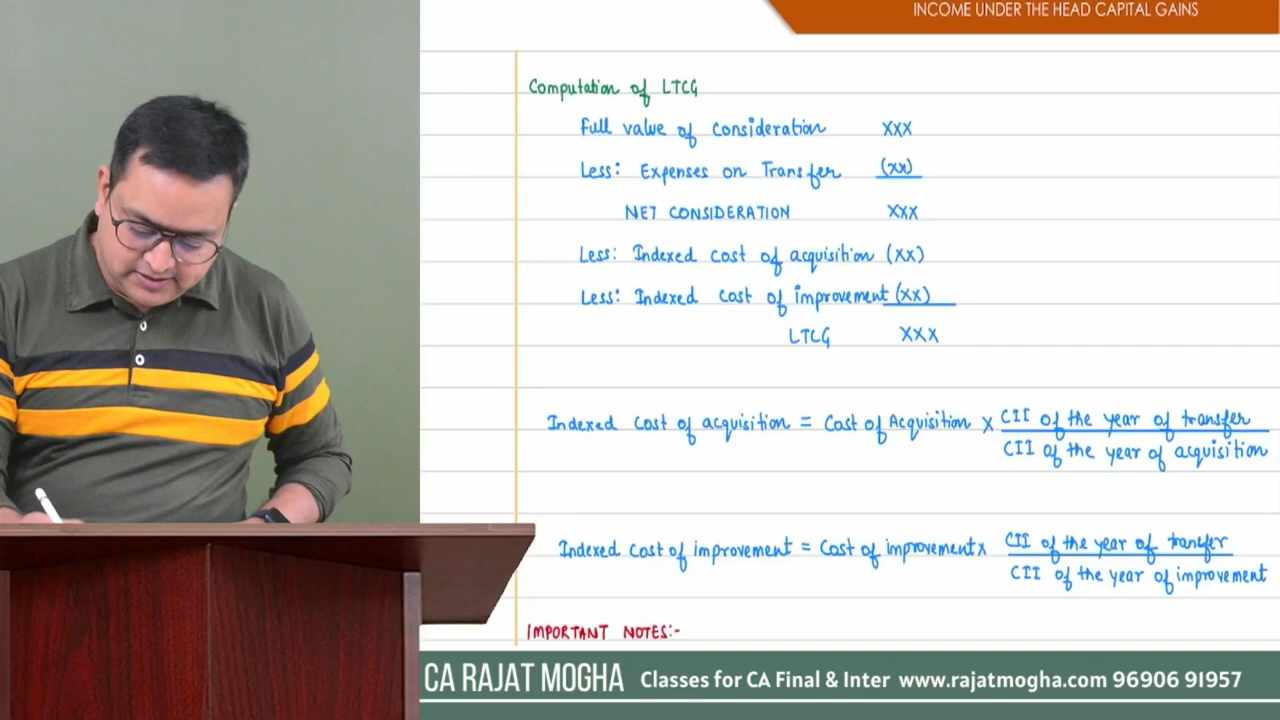 INCOME UNDER THE HEAD CAPITAL GAINS
Computation of LTCG
Full value of consideration XXX
Less: Expenses on Transfer (xx)
NET CONSIDERATION XXX
Less: Indexed cost of acquisition (XX)
Less: Indexed cost of improvement (XX)
LTCG XXX
Indexed cost of acquisition = Cost of Acquisition × CII of the year of transfer
CII of the year of acquisition
Indexed cost of improvement = Cost of improvement × CII of the year of transfer
CII of the year of improvement
IMPORTANT NOTES:-
CA RAJAT MOGHA Classes for CA Final & Inter www.rajatmogha.com 96906 91957